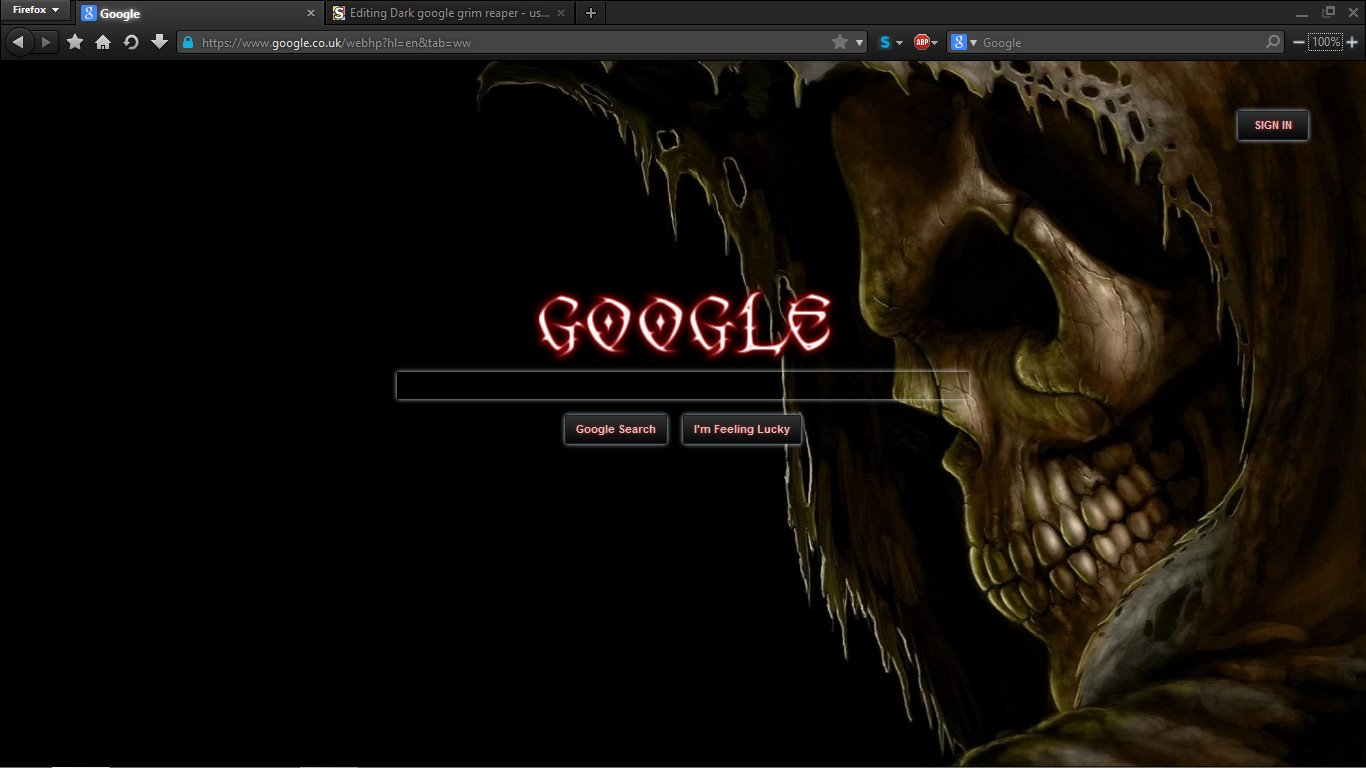 Firefox
Google
Editing Dark google grim reaper - us...
https://www.google.co.uk/webhp?hl=en&tab=ww
S
ABP
Google
100%
SIGN IN
GOOGLE
Google Search
I'm Feeling Lucky